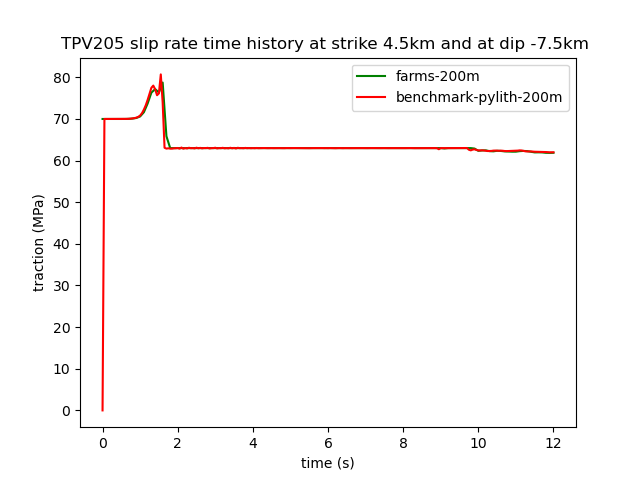 TPV205 slip rate time history at strike 4.5km and at dip -7.5km
farms-200m
benchmark-pylith-200m
80
70
60
50
40
30
20
10
0
traction (MPa)
0 2 4 6 8 10 12
time (s)